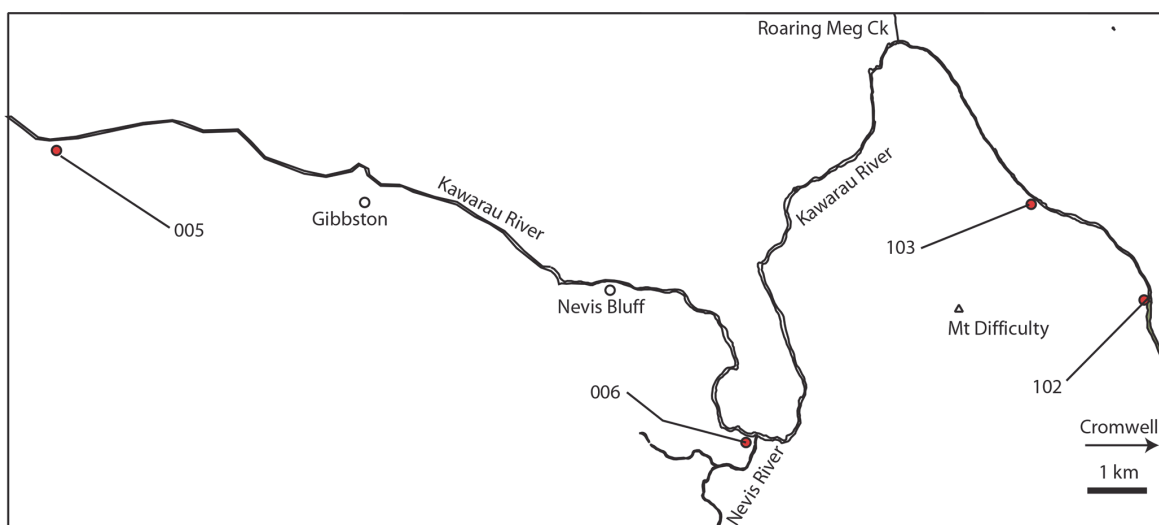 Roaring Meg Ck
Kawarau River
Kawarau River
005
Gibbston
103
Nevis Bluff
Mt Difficulty
006
102
Cromwell
Nevis River
1 km